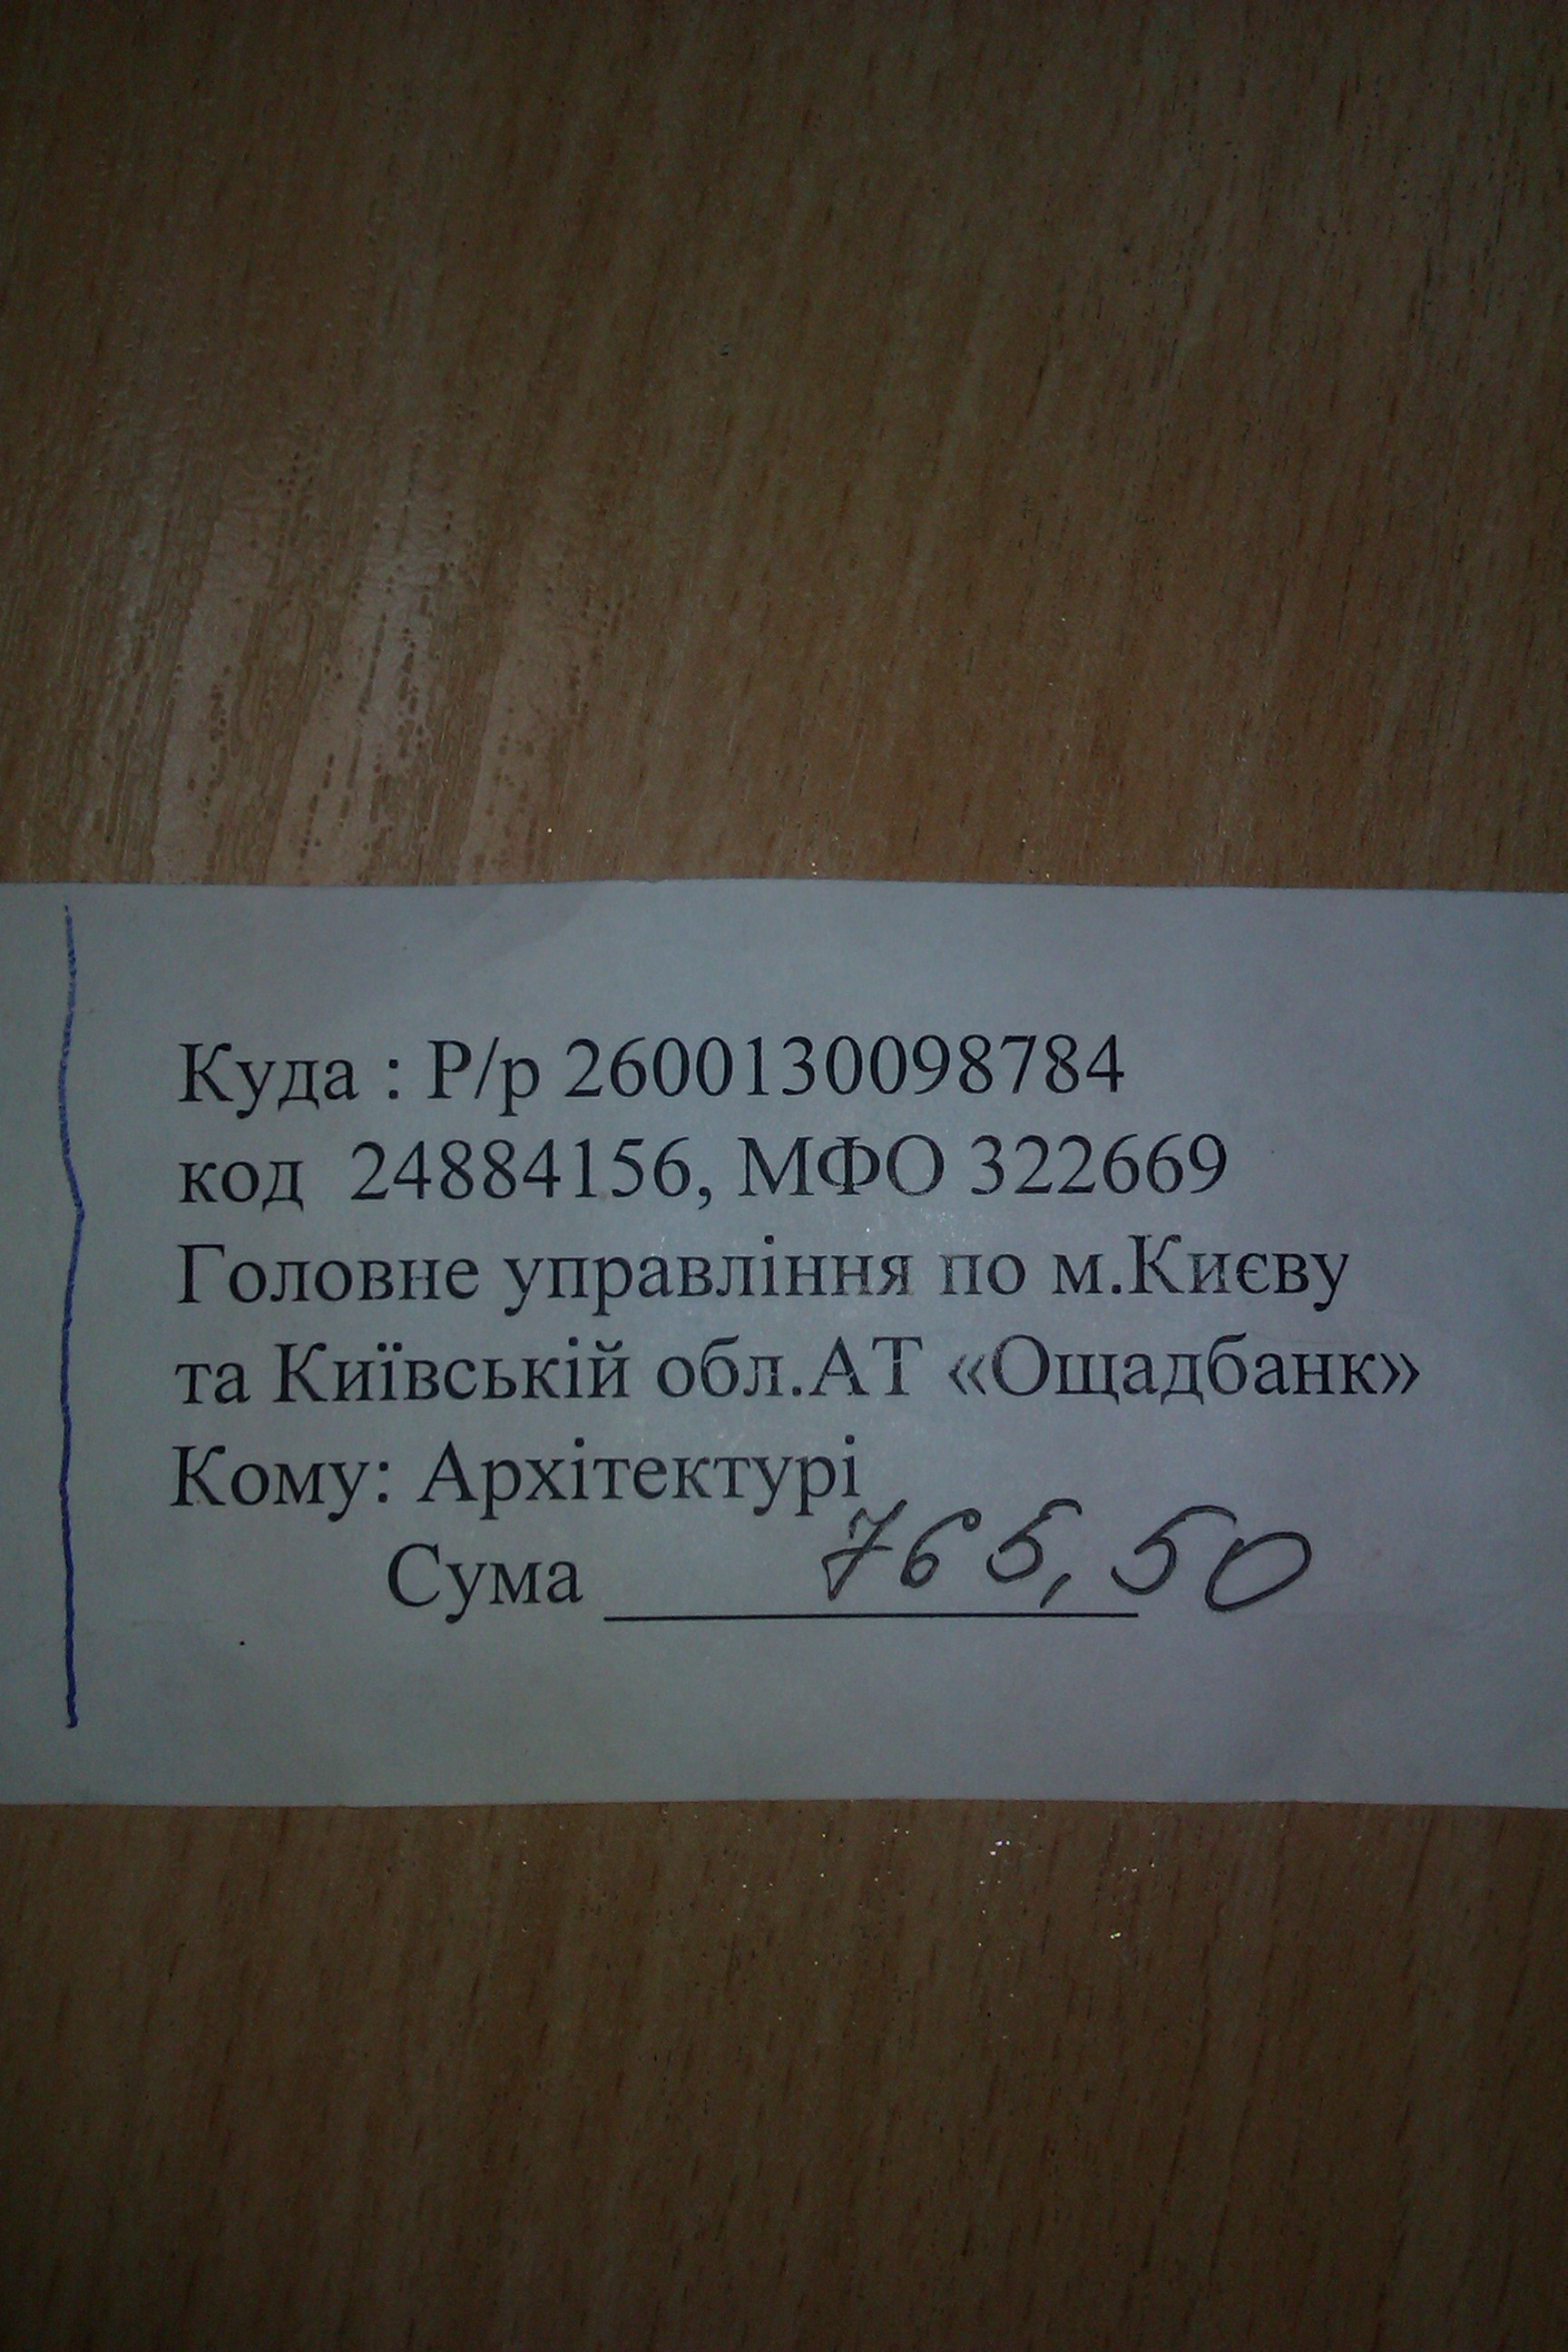 Куда : Р/р 2600130098784
код 24884156, МФО 322669
Головне управління по м.Києву
та Київській обл.АТ «Ощадбанк»
Кому: Архітектурі
Сума 765,50